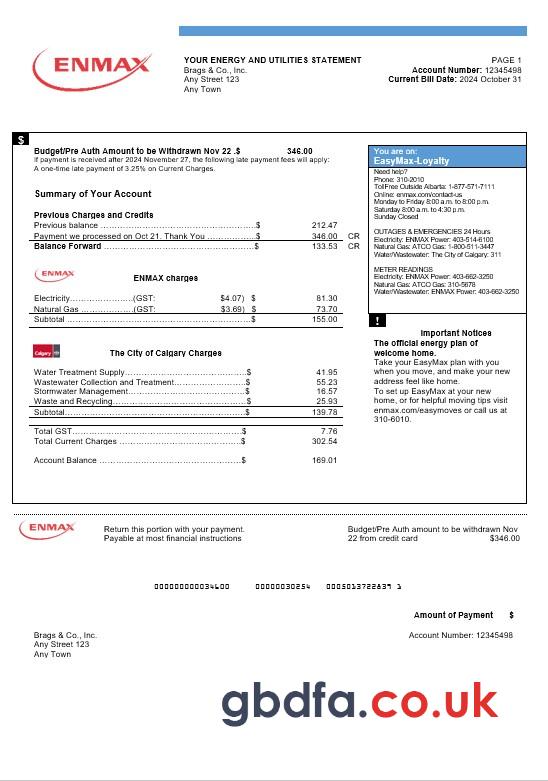 ENMAX
YOUR ENERGY AND UTILITIES STATEMENT
Brags & Co., Inc.
Any Street 123
Any Town
PAGE 1
Account Number: 12345498
Current Bill Date: 2024 October 31
$
Budget/Pre Auth Amount to be Withdrawn Nov 22 .$ 346.00
If payment is received after 2024 November 27, the following late payment fees will apply:
A one-time late payment of 3.25% on Current Charges.
Summary of Your Account
Previous Charges and Credits
Previous balance ..................$ 212.47
Payment we processed on Oct 21. Thank You ..................$ 346.00 CR
Balance Forward ..................$ 133.53 CR
ENMAX
ENMAX charges
Electricity..................(GST: $4.07) $ 81.30
Natural Gas ..................(GST: $3.69) $ 73.70
Subtotal ..................$ 155.00
Calgary
The City of Calgary Charges
Water Treatment Supply..................$ 41.95
Wastewater Collection and Treatment..................$ 55.23
Stormwater Management..................$ 16.57
Waste and Recycling..................$ 25.93
Subtotal..................$ 139.78
Total GST..................$ 7.76
Total Current Charges ..................$ 302.54
Account Balance ..................$ 169.01
You are on:
EasyMax-Loyalty
Need help?
Phone: 310-2010
TollFree Outside Albarta: 1-877-571-7111
Online: enmax.com/contact-us
Monday to Friday 8:00 a.m. to 8:00 p.m.
Saturday 8:00 a.m. to 4:30 p.m.
Sunday Closed
OUTAGES & EMERGENCIES 24 Hours
Electricity: ENMAX Power: 403-514-6100
Natural Gas: ATCO Gas: 1-800-511-3447
Water/Wastewater: The City of Calgary: 311
METER READINGS
Electricity: ENMAX Power: 403-662-3250
Natural Gas: ATCO Gas: 310-5678
Water/Wastewater: ENMAX Power: 403-662-3250
!
Important Notices
The official energy plan of
welcome home.
Take your EasyMax plan with you
when you move, and make your new
address feel like home.
To set up EasyMax at your new
home, or for helpful moving tips visit
enmax.com/easymoves or call us at
310-6010.
ENMAX
Return this portion with your payment.
Payable at most financial instructions
Budget/Pre Auth amount to be withdrawn Nov
22 from credit card $346.00
000000000034600 00000030254 0005013722839 1
Amount of Payment $
Brags & Co., Inc.
Any Street 123
Any Town
Account Number: 12345498
gbdfa.co.uk